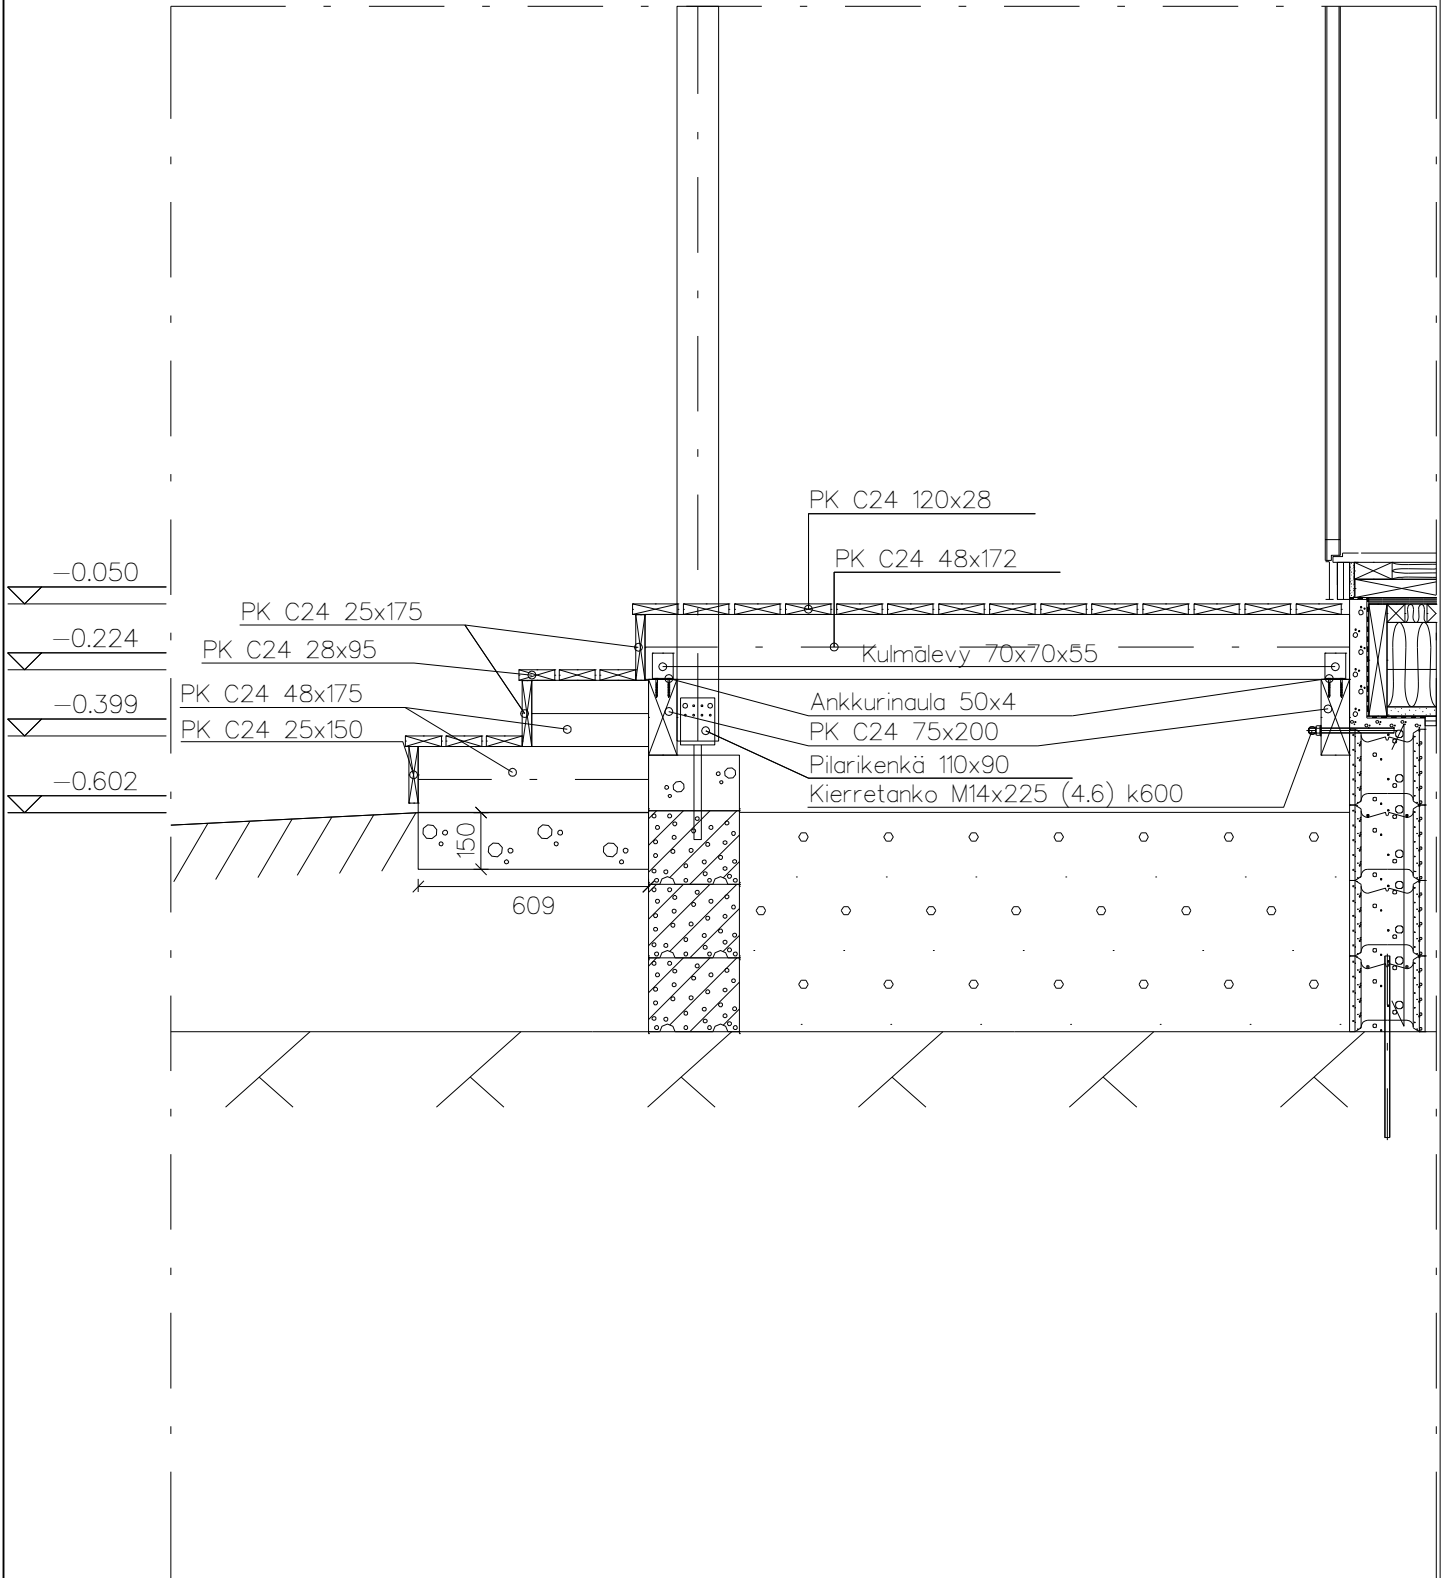 PK C24 120x28
PK C24 48x172
−0.050
PK C24 25x175
−0.224
PK C24 28x95
Kulmälevy 70x70x55
−0.399
PK C24 48x175
Ankkurinaula 50x4
PK C24 25x150
PK C24 75x200
−0.602
Pilarikenkä 110x90
Kierretanko M14x225 (4.6) k600
150
609